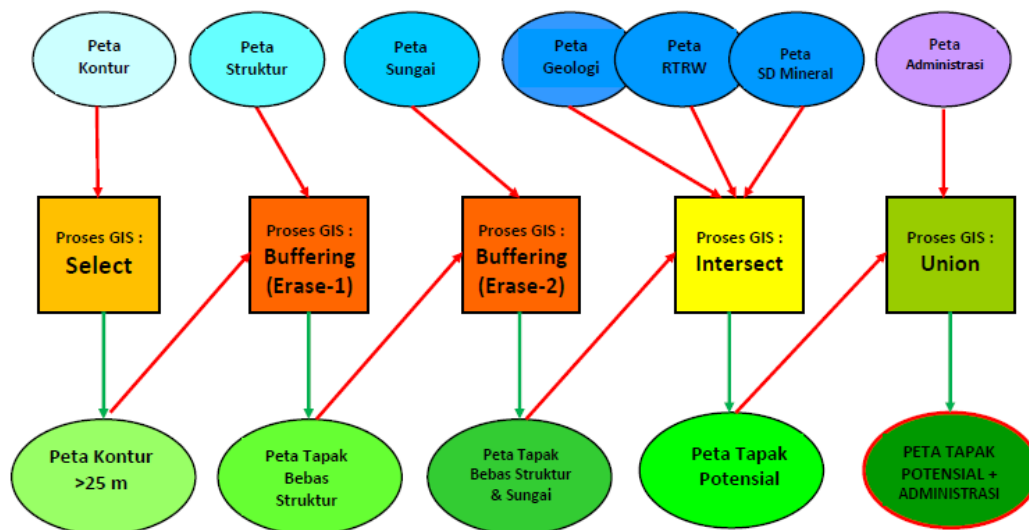 Peta
Kontur
Peta
Struktur
Peta
Sungai
Peta
Geologi
Peta
RTRW
Peta
SD Mineral
Peta
Administrasi
Proses GIS :
Select
Proses GIS :
Buffering
(Erase-1)
Proses GIS :
Buffering
(Erase-2)
Proses GIS :
Intersect
Proses GIS :
Union
Peta Kontur
>25 m
Peta Tapak
Bebas
Struktur
Peta Tapak
Bebas Struktur
& Sungai
Peta Tapak
Potensial
PETA TAPAK
POTENSIAL +
ADMINISTRASI